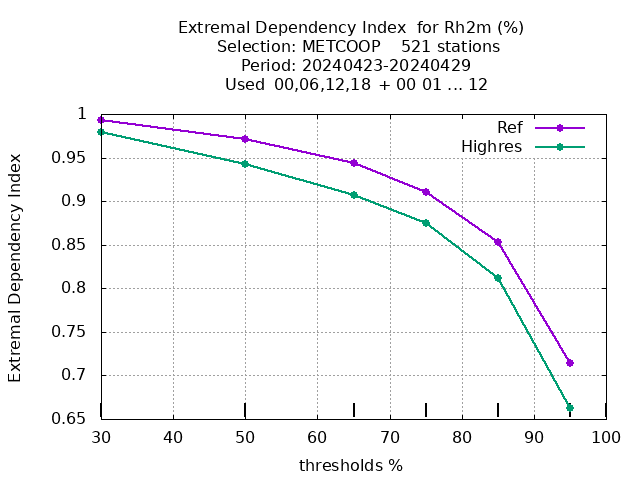 Extremal Dependency Index  for Rh2m (%)
Selection: METCOOP    521 stations
Period: 20240423-20240429
Used  00,06,12,18 + 00 01 ... 12
Extremal Dependency Index
1
0.95
0.9
0.85
0.8
0.75
0.7
0.65
Ref
Highres
30 40 50 60 70 80 90 100
thresholds %